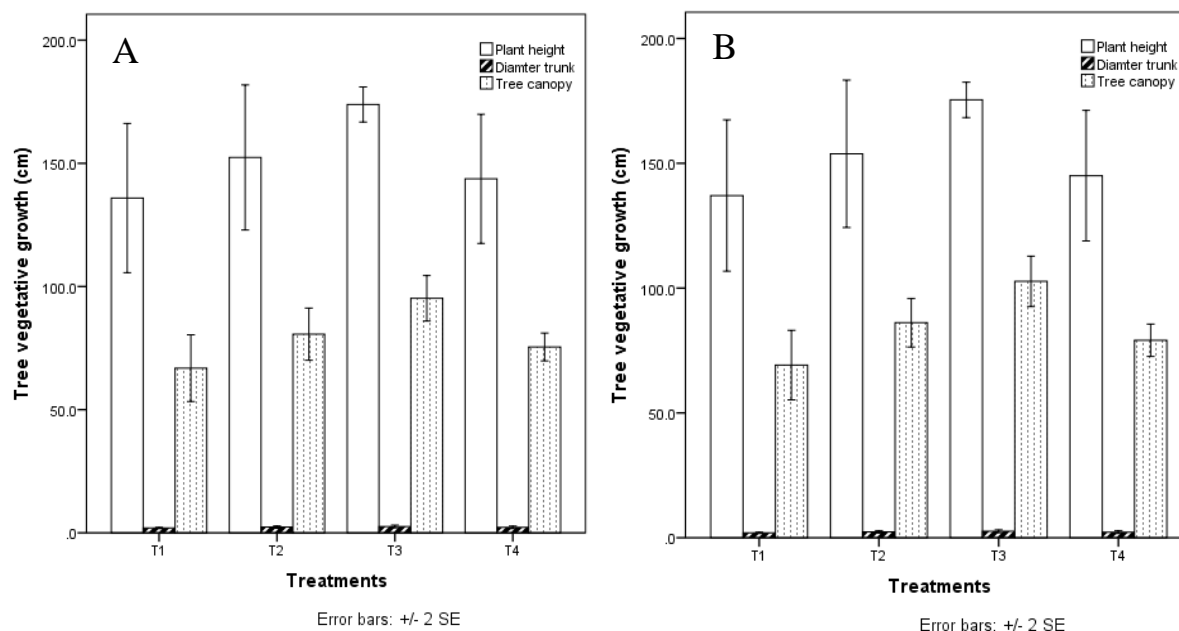 A
Plant height
Diamter trunk
Tree canopy
Tree vegetative growth (cm)
200.0
150.0
100.0
50.0
.0
T1
T2
T3
T4
Treatments
Error bars: +/- 2 SE
B
Plant height
Diamter trunk
Tree canopy
Tree vegetative growth (cm)
200.0
150.0
100.0
50.0
.0
T1
T2
T3
T4
Treatments
Error bars: +/- 2 SE